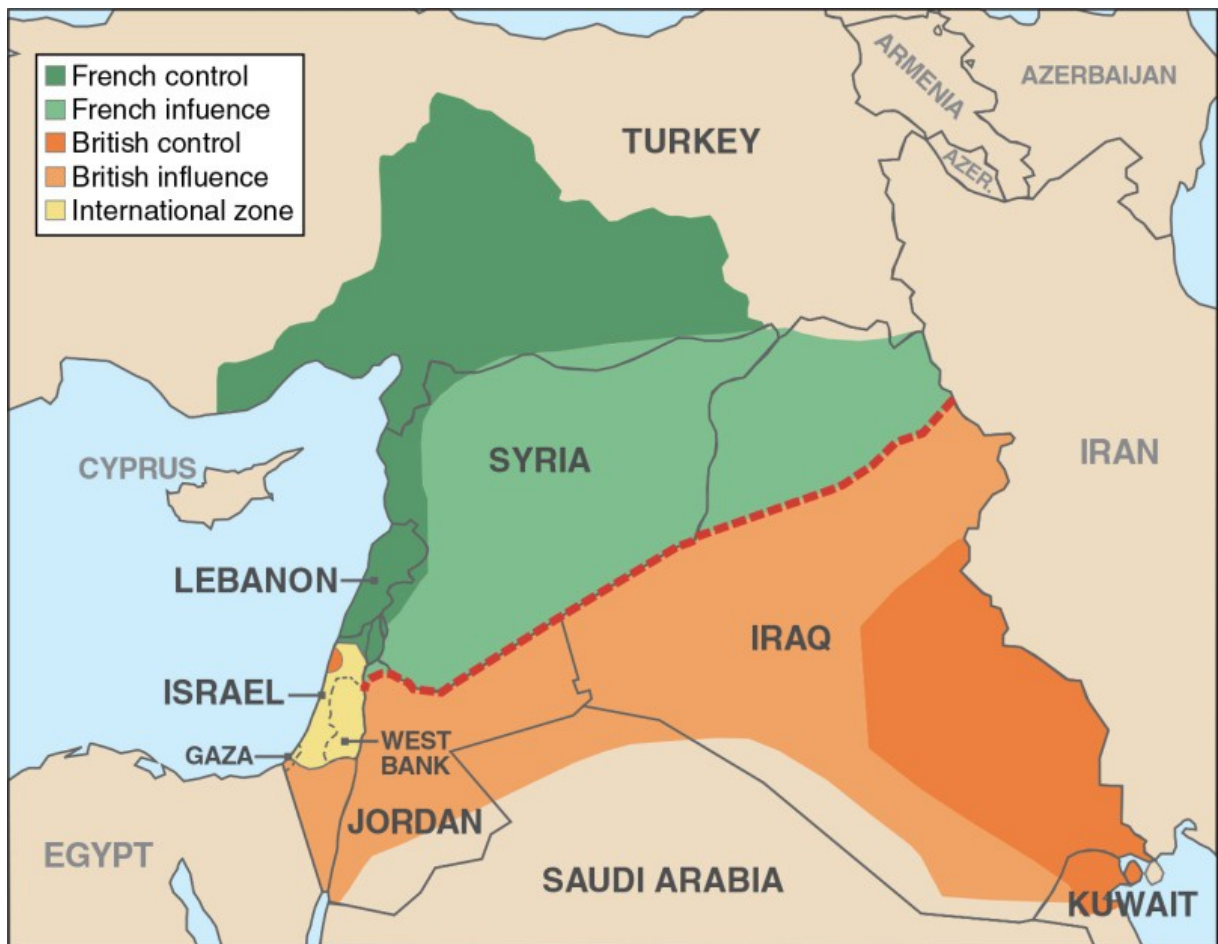 French control
French infuence
British control
British influence
International zone
ARMENIA
AZERBAIJAN
TURKEY
AZER.
CYPRUS
SYRIA
IRAN
LEBANON
IRAQ
ISRAEL
GAZA
WEST
BANK
JORDAN
EGYPT
SAUDI ARABIA
KUWAIT